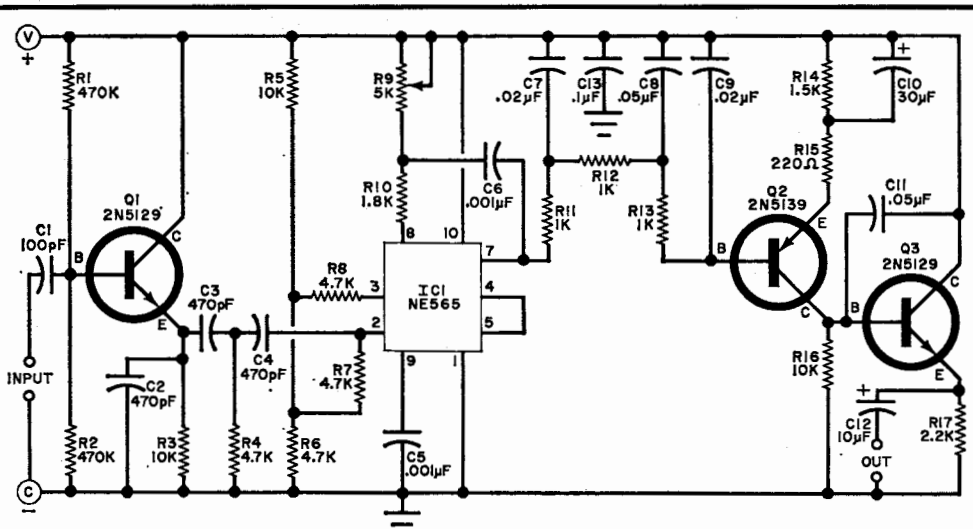 V
+
R1
470K
R5
10K
R9
5K
C7
.02µF
C13
.1µF
C8
.05µF
C9
.02µF
R14
1.5K
+
C10
30µF
R15
220Ω
Q1
2N5129
C1
100pF
B
C
E
R10
1.8K
C6
.001µF
R12
1K
R11
1K
R13
1K
Q2
2N5139
B
E
C
C11
.05µF
Q3
2N5129
B
C
E
8
10
7
R8
4.7K
3
IC1
NE565
4
2
5
9
1
C3
470pF
C4
470pF
R7
4.7K
INPUT
C2
470pF
R2
470K
R3
10K
R4
4.7K
R6
4.7K
C5
.001µF
R16
10K
+
C12
10µF
OUT
R17
2.2K
C
−